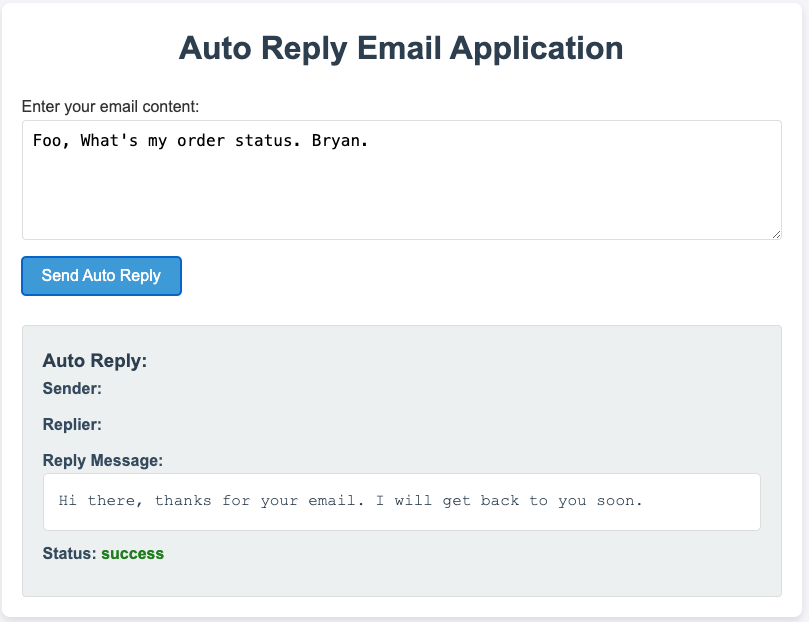 Auto Reply Email Application
Enter your email content:
Foo, What's my order status. Bryan.
Send Auto Reply
Auto Reply:
Sender:
Replier:
Reply Message:
Hi there, thanks for your email. I will get back to you soon.
Status: success